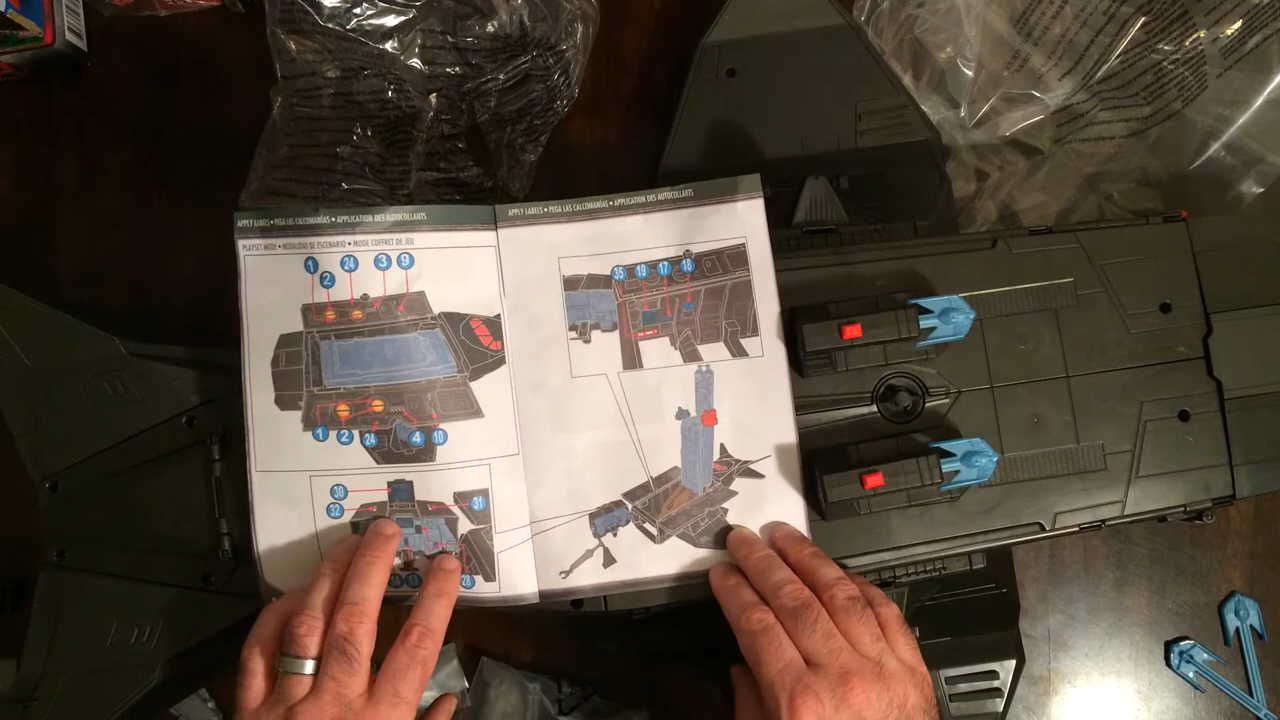 APPLY LABELS • PEGA LAS CALCOMANÍAS • APPLICATION DES AUTOCOLLANTS
PLAYSET MODE • MODALIDAD DE ESCENARIO • MODE COFFRET DE JEU
1 2 24 3 9
1 2 24 4 10
30
32
31
28
APPLY LABELS • PEGA LAS CALCOMANÍAS • APPLICATION DES AUTOCOLLANTS
35 19 17 18